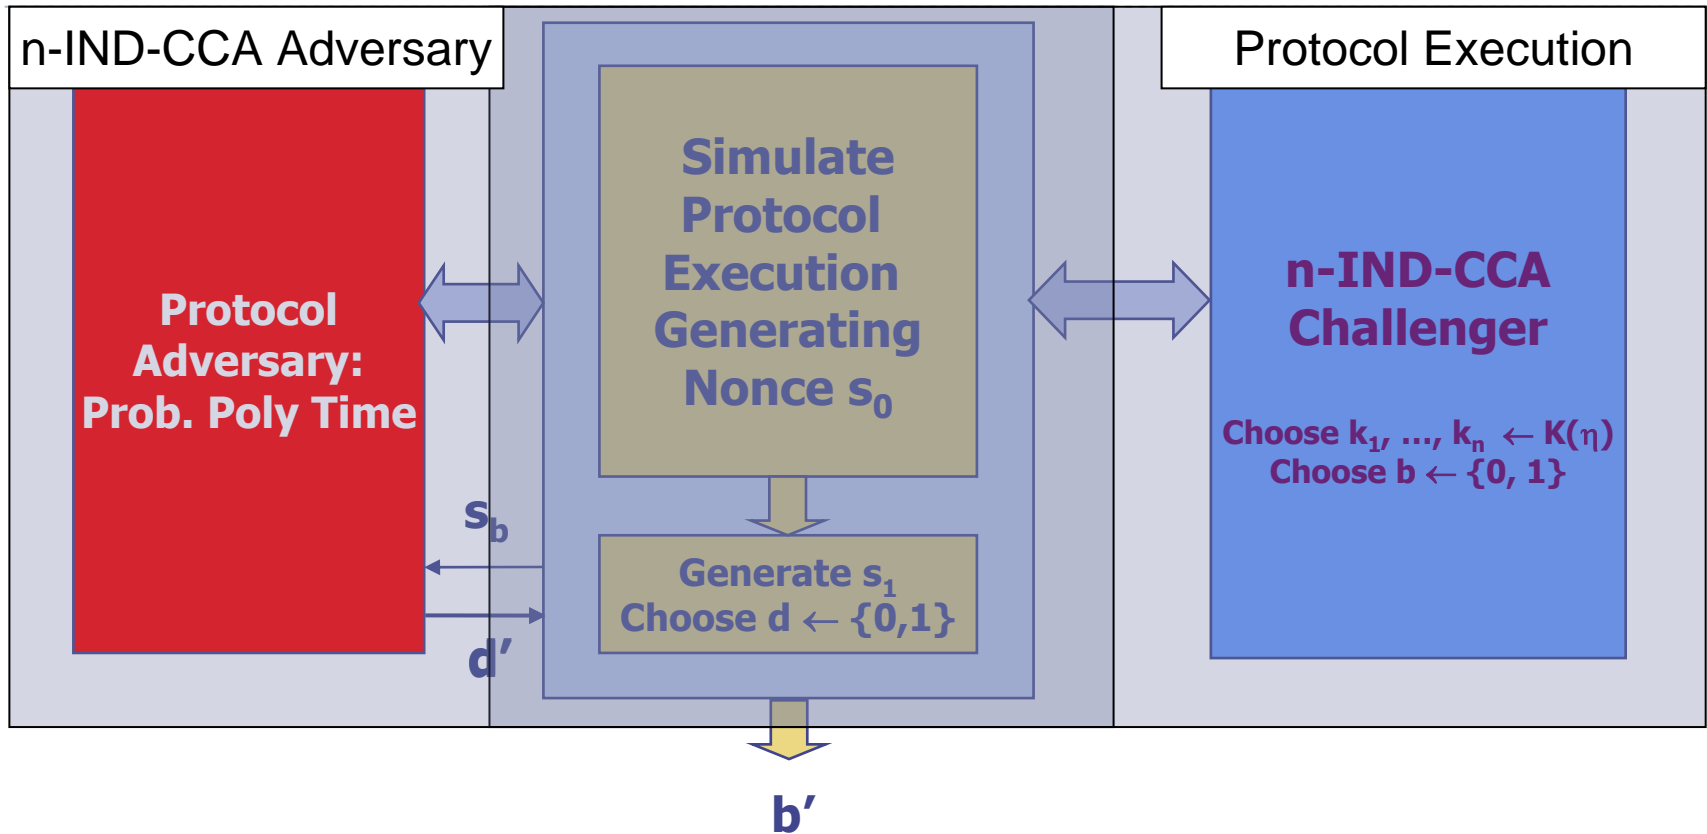 n-IND-CCA Adversary
Protocol
Adversary:
Prob. Poly Time
Simulate
Protocol
Execution
Generating
Nonce s₀
s_b
d’
Generate s₁
Choose d ← {0,1}
b’
Protocol Execution
n-IND-CCA
Challenger
Choose k₁, ..., kₙ ← K(η)
Choose b ← {0, 1}